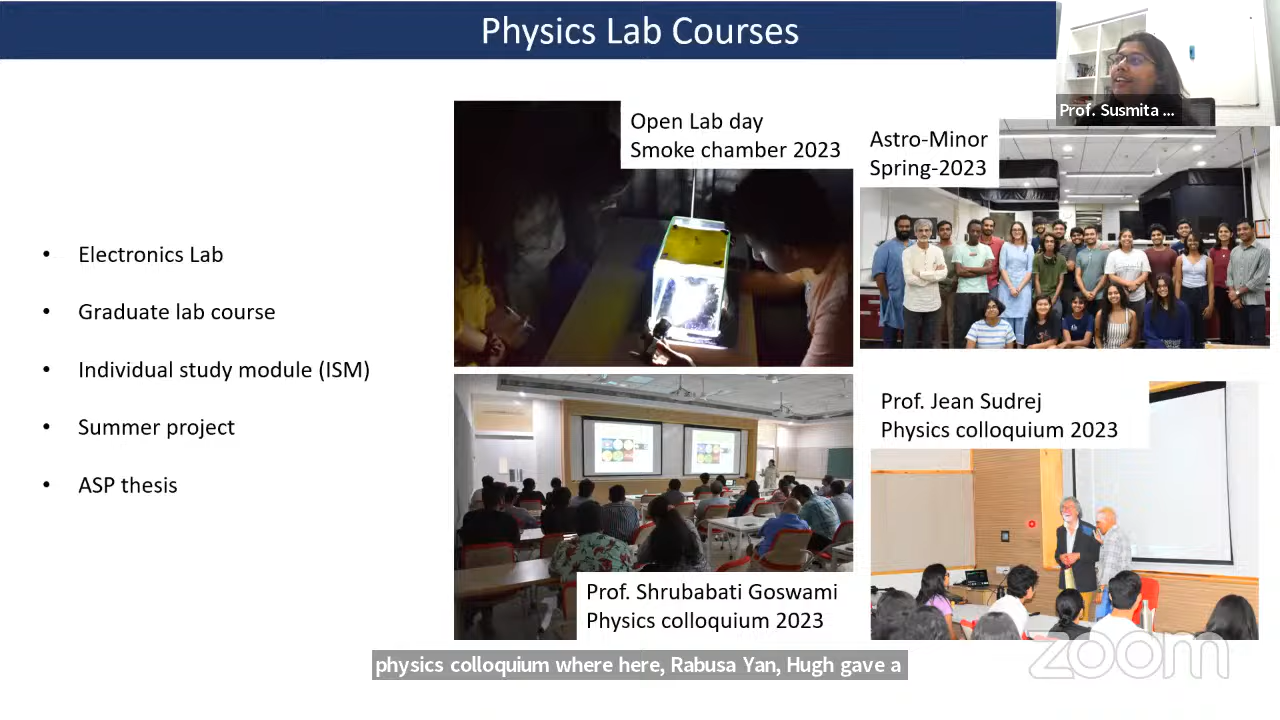 Physics Lab Courses
Prof. Susmita ...
Open Lab day
Smoke chamber 2023
Astro-Minor
Spring-2023
• Electronics Lab
• Graduate lab course
• Individual study module (ISM)
• Summer project
• ASP thesis
Prof. Jean Sudrej
Physics colloquium 2023
Prof. Shrubabati Goswami
Physics colloquium 2023
physics colloquium where here, Rabusa Yan, Hugh gave a
zoom